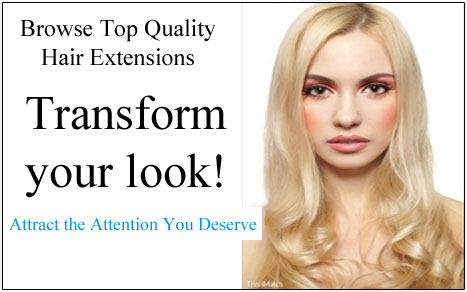 Browse Top Quality
Hair Extensions
Transform
your look!
Attract the Attention You Deserve